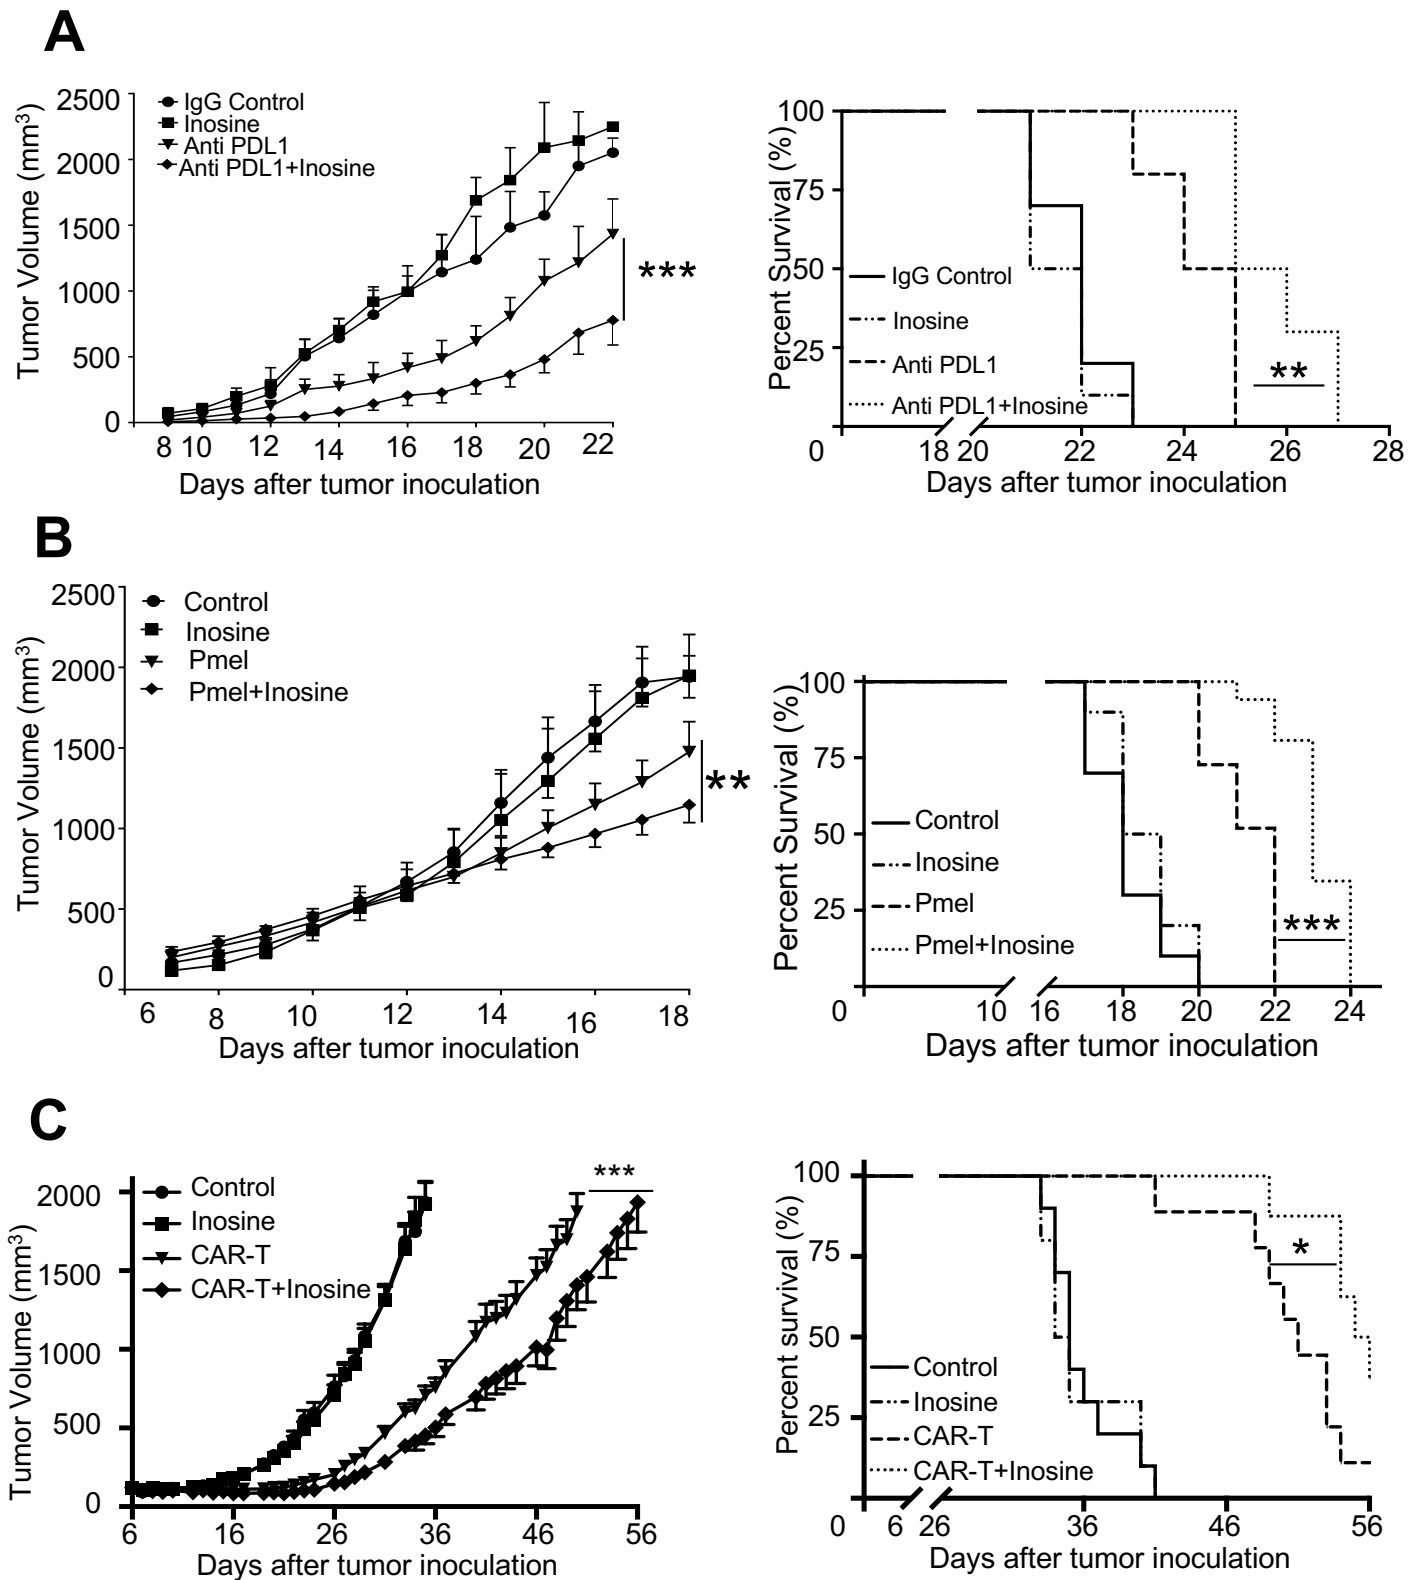 A
Tumor Volume (mm3)
2500
2000
1500
1000
500
0
IgG Control
Inosine
Anti PDL1
Anti PDL1+Inosine
***
8 10 12 14 16 18 20 22
Days after tumor inoculation
Percent Survival (%)
100
75
50
25
0
IgG Control
Inosine
Anti PDL1
Anti PDL1+Inosine
**
18 20 22 24 26 28
Days after tumor inoculation
B
Tumor Volume (mm3)
2500
2000
1500
1000
500
0
Control
Inosine
Pmel
Pmel+Inosine
**
6 8 10 12 14 16 18
Days after tumor inoculation
Percent Survival (%)
100
75
50
25
0
Control
Inosine
Pmel
Pmel+Inosine
***
10 16 18 20 22 24
Days after tumor inoculation
C
Tumor Volume (mm3)
2000
1500
1000
500
0
Control
Inosine
CAR-T
CAR-T+Inosine
***
6 16 26 36 46 56
Days after tumor inoculation
Percent survival (%)
100
75
50
25
0
Control
Inosine
CAR-T
CAR-T+Inosine
*
6 26 36 46 56
Days after tumor inoculation